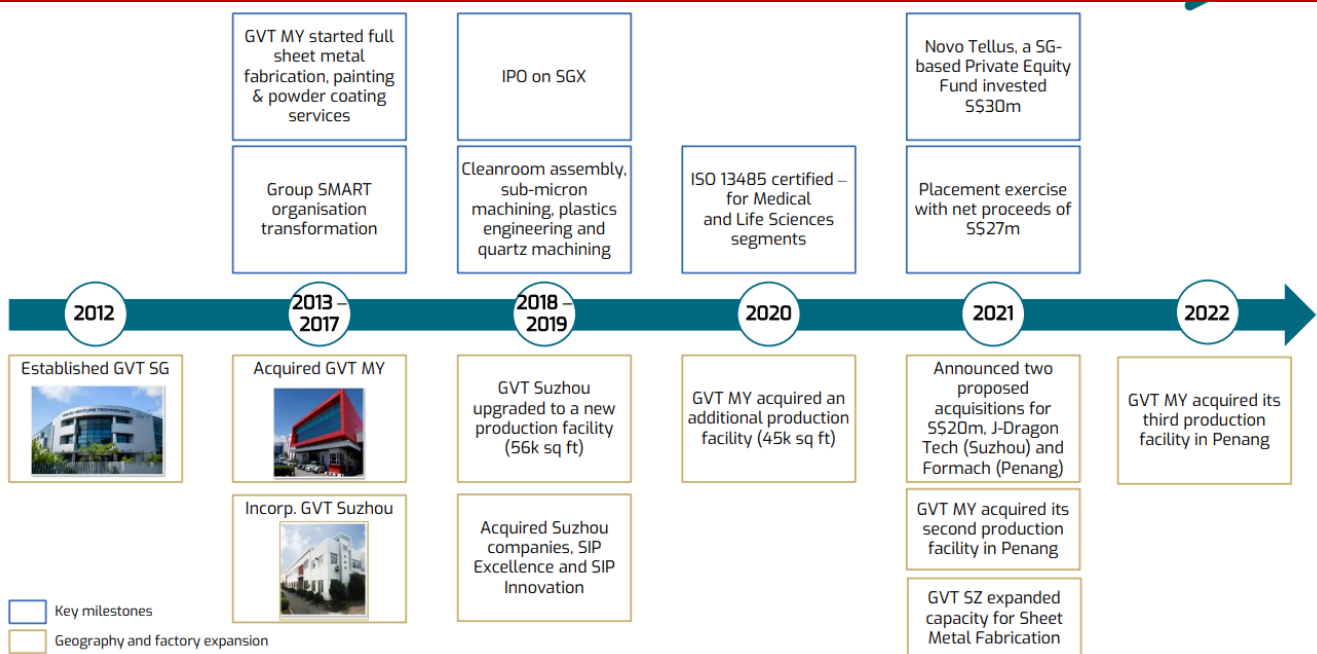 GVT MY started full
sheet metal
fabrication, painting
& powder coating
services
IPO on SGX
Novo Tellus, a SG-
based Private Equity
Fund invested
S$30m
Group SMART
organisation
transformation
Cleanroom assembly,
sub-micron
machining, plastics
engineering and
quartz machining
ISO 13485 certified –
for Medical
and Life Sciences
segments
Placement exercise
with net proceeds of
S$27m
2012
2013 –
2017
2018 –
2019
2020
2021
2022
Established GVT SG
Acquired GVT MY
GVT Suzhou
upgraded to a new
production facility
(56k sq ft)
GVT MY acquired an
additional production
facility (45k sq ft)
Announced two
proposed
acquisitions for
S$20m, J-Dragon
Tech (Suzhou) and
Formach (Penang)
GVT MY acquired its
third production
facility in Penang
Incorp. GVT Suzhou
Acquired Suzhou
companies, SIP
Excellence and SIP
Innovation
GVT MY acquired its
second production
facility in Penang
GVT SZ expanded
capacity for Sheet
Metal Fabrication
Key milestones
Geography and factory expansion